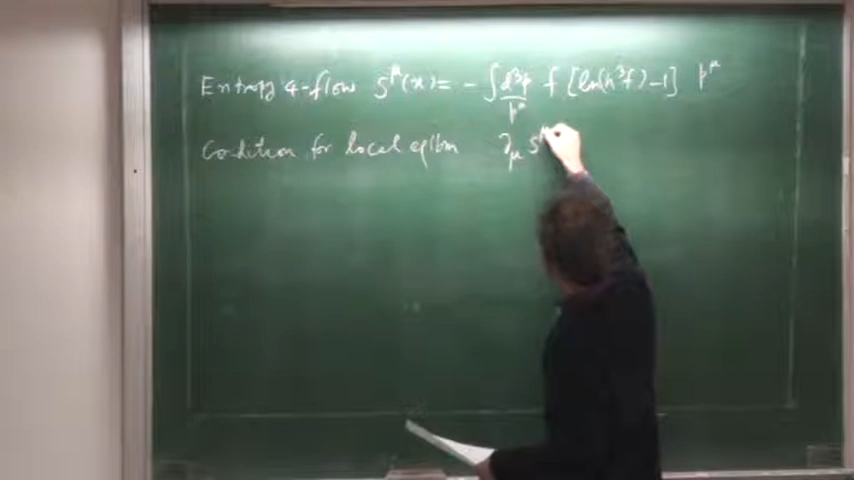 Entropy 4-flow S^μ(x) = - ∫ d³p/p⁰ f [ln(h³f) - 1] p^μ
Condition for local eqlbm ∂_μ S^μ